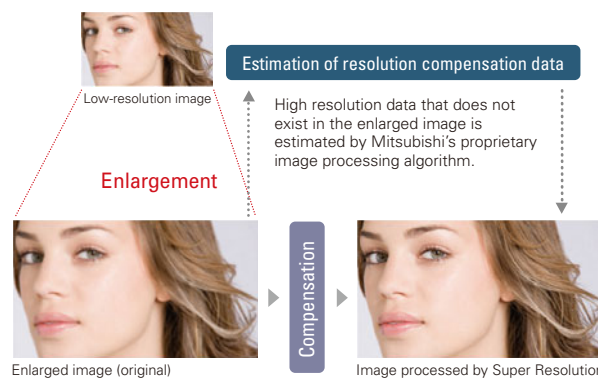 Estimation of resolution compensation data
Low-resolution image
High resolution data that does not
exist in the enlarged image is
estimated by Mitsubishi's proprietary
image processing algorithm.
Enlargement
Compensation
Enlarged image (original)
Image processed by Super Resolution